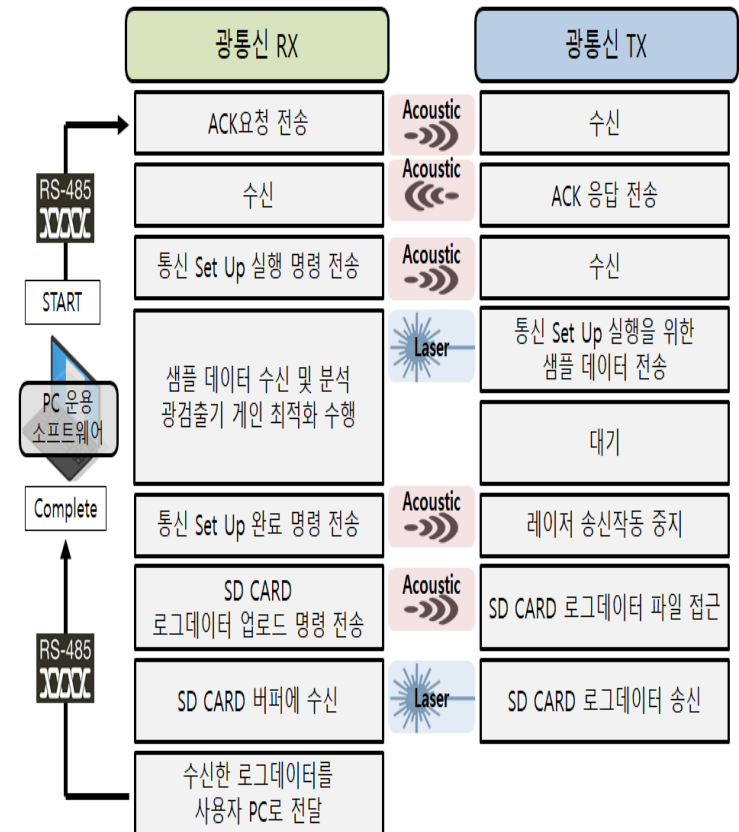 광통신 RX
광통신 TX
ACK요청 전송
Acoustic
수신
RS-485
수신
Acoustic
ACK 응답 전송
통신 Set Up 실행 명령 전송
Acoustic
수신
START
샘플 데이터 수신 및 분석
광검출기 게인 최적화 수행
Laser
통신 Set Up 실행을 위한
샘플 데이터 전송
PC 운용
소프트웨어
대기
Complete
통신 Set Up 완료 명령 전송
Acoustic
레이저 송신작동 중지
SD CARD
로그데이터 업로드 명령 전송
Acoustic
SD CARD 로그데이터 파일 접근
RS-485
SD CARD 버퍼에 수신
Laser
SD CARD 로그데이터 송신
수신한 로그데이터를
사용자 PC로 전달